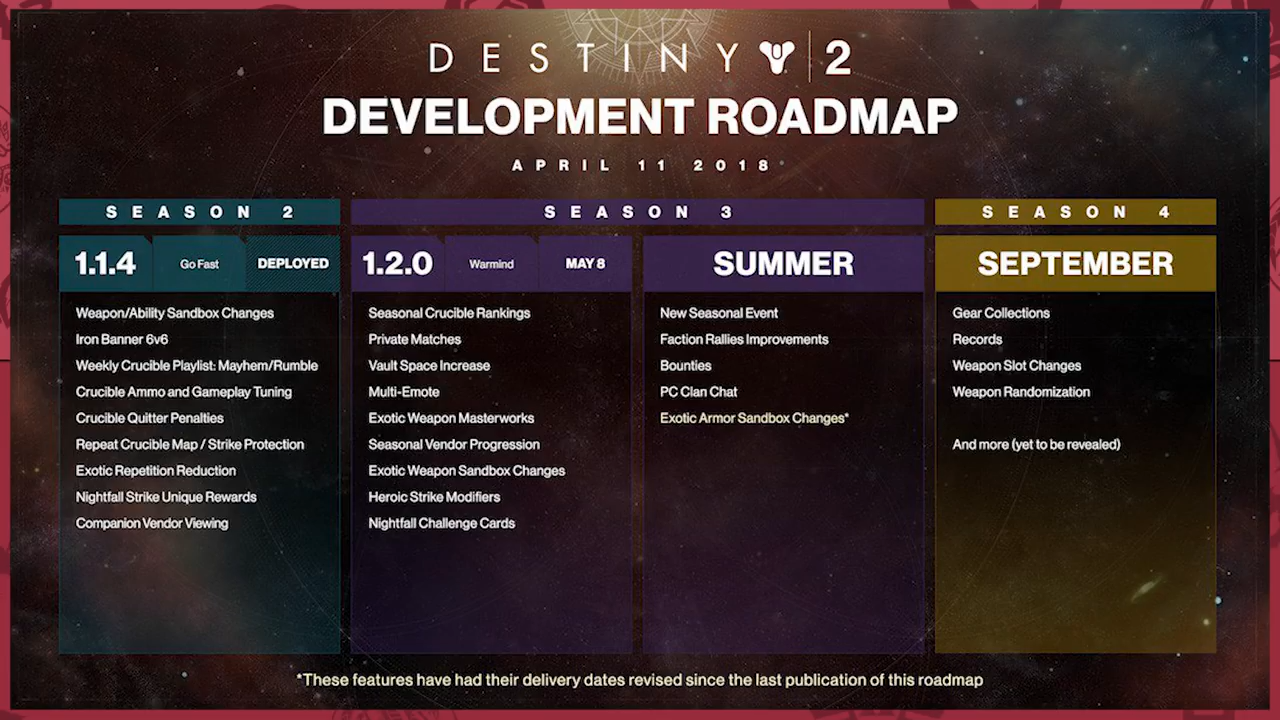 DESTINY 2
DEVELOPMENT ROADMAP
APRIL 11 2018
SEASON 2
1.1.4 Go Fast DEPLOYED
Weapon/Ability Sandbox Changes
Iron Banner 6v6
Weekly Crucible Playlist: Mayhem/Rumble
Crucible Ammo and Gameplay Tuning
Crucible Quitter Penalties
Repeat Crucible Map / Strike Protection
Exotic Repetition Reduction
Nightfall Strike Unique Rewards
Companion Vendor Viewing
SEASON 3
1.2.0 Warmind MAY 8
Seasonal Crucible Rankings
Private Matches
Vault Space Increase
Multi-Emote
Exotic Weapon Masterworks
Seasonal Vendor Progression
Exotic Weapon Sandbox Changes
Heroic Strike Modifiers
Nightfall Challenge Cards
SUMMER
New Seasonal Event
Faction Rallies Improvements
Bounties
PC Clan Chat
Exotic Armor Sandbox Changes*
SEASON 4
SEPTEMBER
Gear Collections
Records
Weapon Slot Changes
Weapon Randomization
And more (yet to be revealed)
*These features have had their delivery dates revised since the last publication of this roadmap